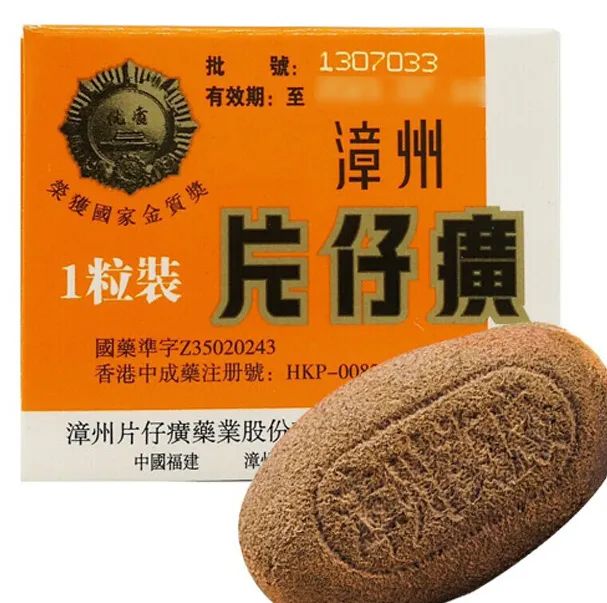 批 號: 1307033
有效期: 至
榮獲國家金質獎
漳州
片仔癀
1粒裝
國藥準字Z35020243
香港中成藥注册號: HKP-008
漳州片仔癀藥業股份
中國福建 漳